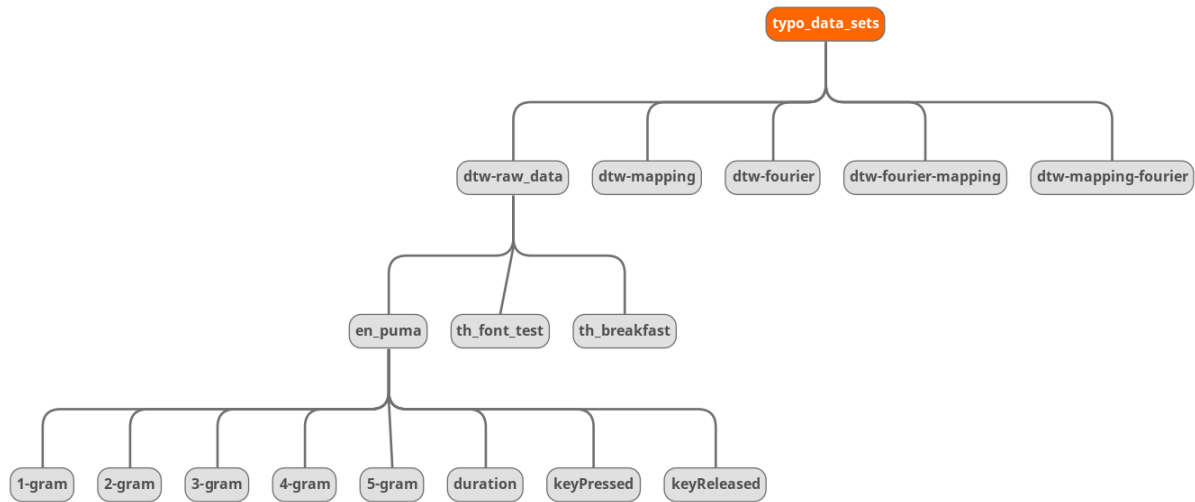 typo_data_sets
dtw-raw_data
dtw-mapping
dtw-fourier
dtw-fourier-mapping
dtw-mapping-fourier
en_puma
th_font_test
th_breakfast
1-gram
2-gram
3-gram
4-gram
5-gram
duration
keyPressed
keyReleased